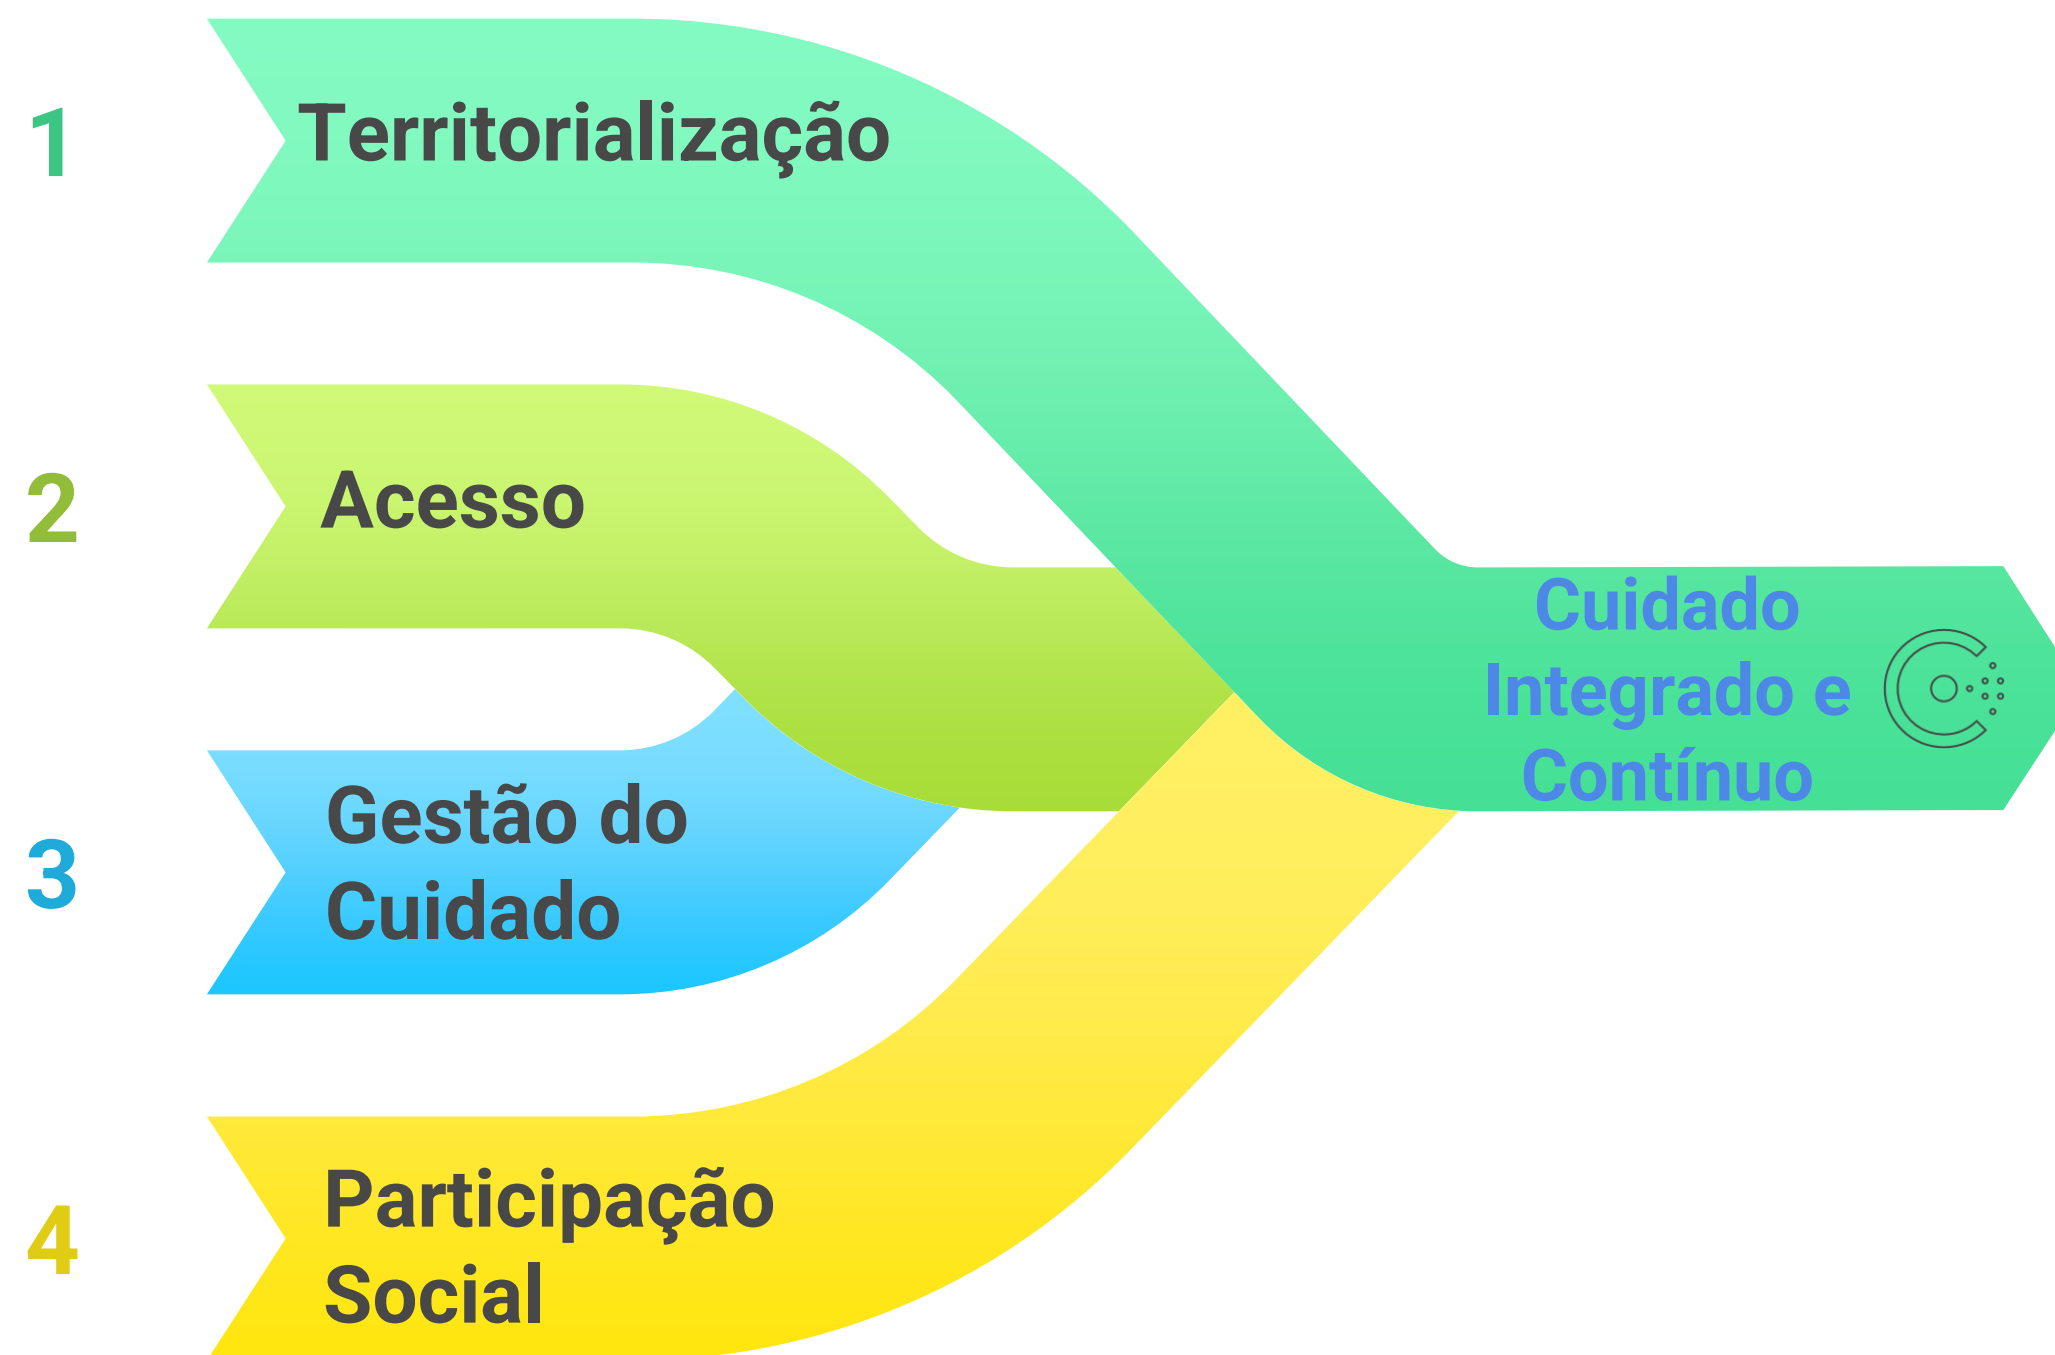 1
Territorialização
2
Acesso
3
Gestão do
Cuidado
4
Participação
Social
Cuidado
Integrado e
Contínuo